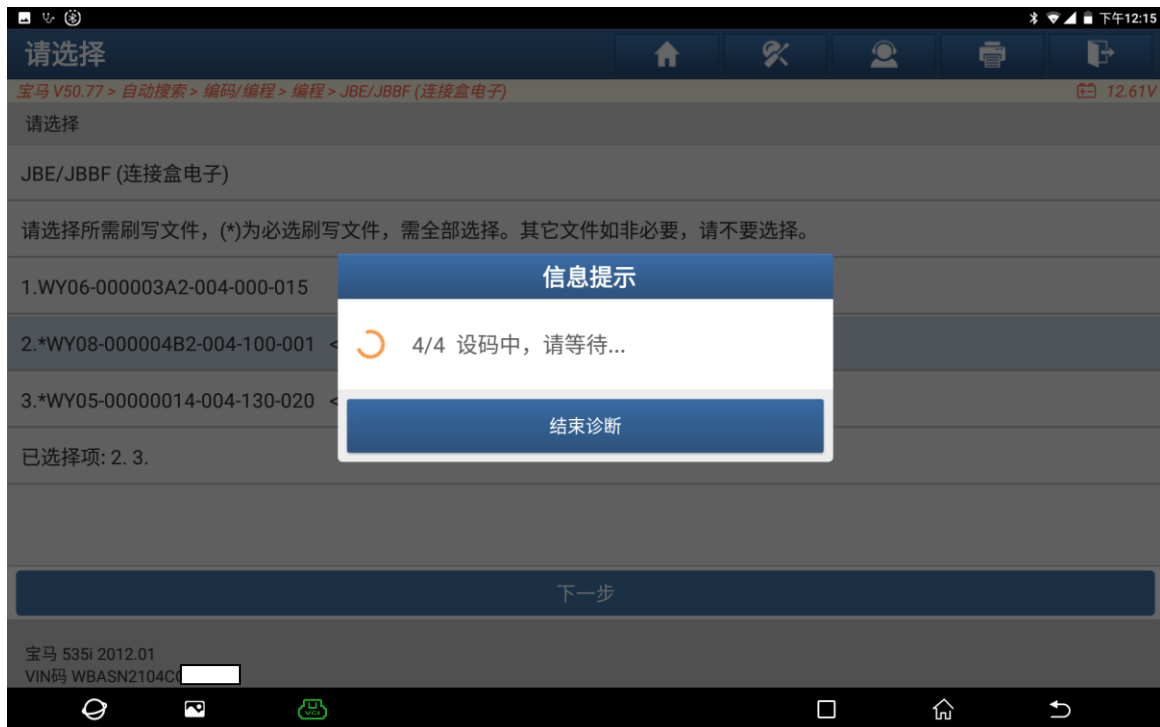 下午12:15
请选择
宝马 V50.77 > 自动搜索 > 编码/编程 > 编程 > JBE/JBBF (连接盒电子)
12.61V
请选择
JBE/JBBF (连接盒电子)
请选择所需刷写文件，(*)为必选刷写文件，需全部选择。其它文件如非必要，请不要选择。
信息提示
1.WY06-000003A2-004-000-015
2.*WY08-000004B2-004-100-001 <
4/4 设码中，请等待...
3.*WY05-00000014-004-130-020 <
结束诊断
已选择项: 2. 3.
下一步
宝马 535i 2012.01
VIN码 WBASN2104C
VCI